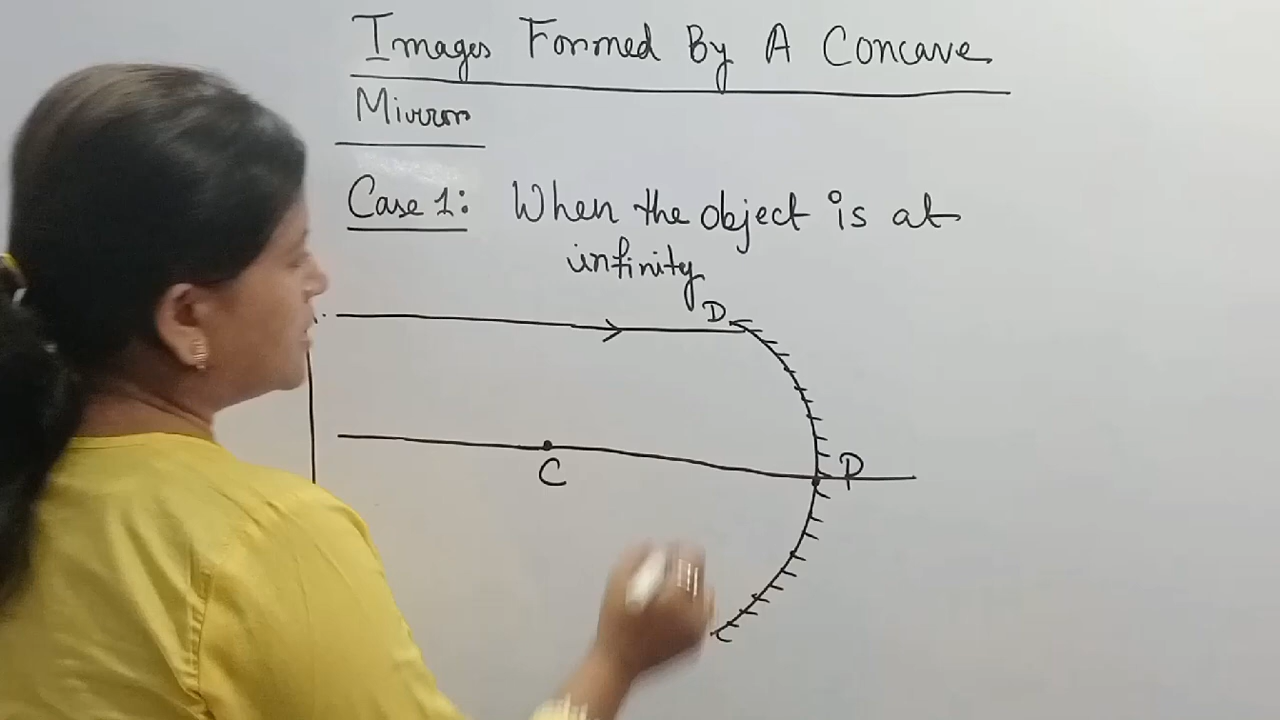 Images Formed By A Concave
Mirror
Case 1: When the object is at
infinity
D
C
P